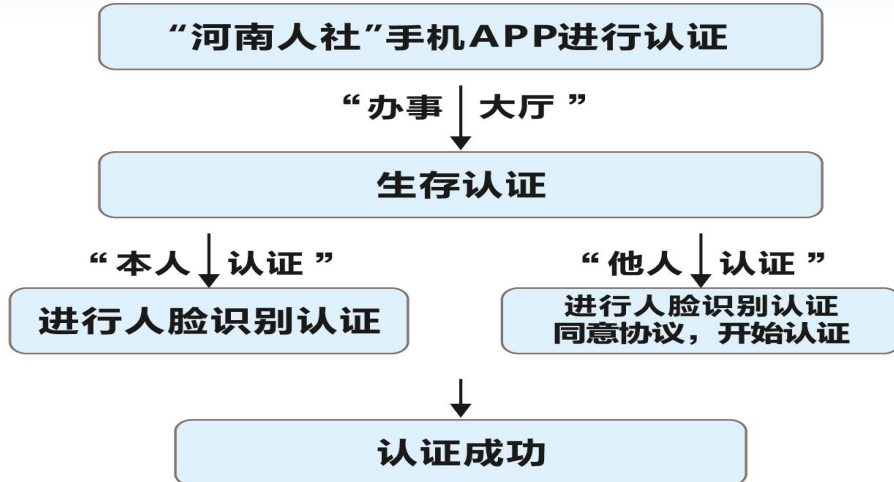 “河南人社”手机APP进行认证
“办事大厅”
生存认证
“本人认证” “他人认证”
进行人脸识别认证
进行人脸识别认证
同意协议，开始认证
认证成功